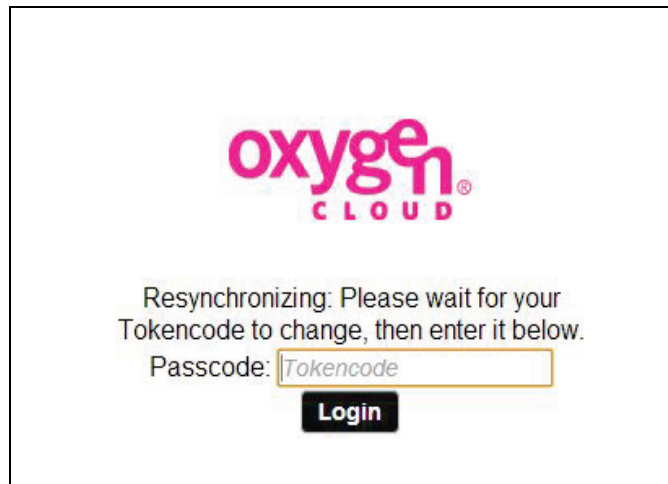 oxygen®
CLOUD
Resynchronizing: Please wait for your
Tokencode to change, then enter it below.
Passcode: Tokencode
Login